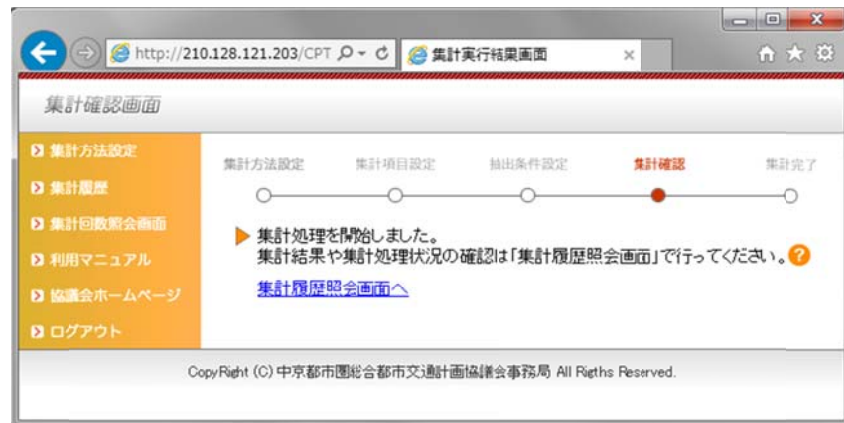 http://210.128.121.203/CPT
集計実行結果画面
集計確認画面
集計方法設定
集計履歴
集計回数照会画面
利用マニュアル
協議会ホームページ
ログアウト
集計方法設定 集計項目設定 抽出条件設定 集計確認 集計完了
集計処理を開始しました。
集計結果や集計処理状況の確認は「集計履歴照会画面」で行ってください。?
集計履歴照会画面へ
CopyRight (C) 中京都市圏総合都市交通計画協議会事務局 All Rigths Reserved.